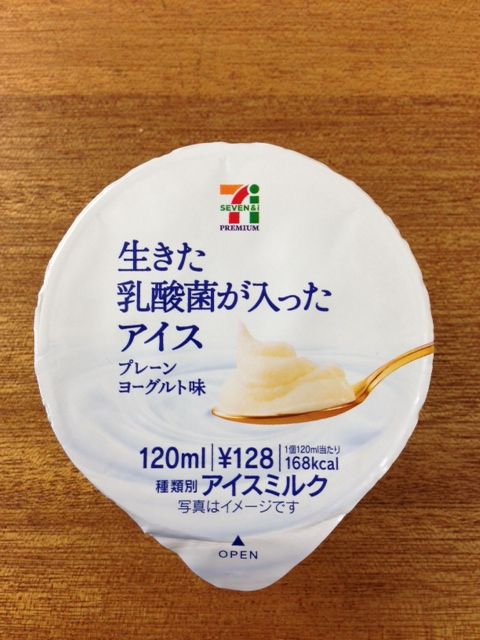 SEVEN&i
PREMIUM
生きた
乳酸菌が入った
アイス
プレーン
ヨーグルト味
120ml ¥128 1個120ml当たり 168kcal
種類別 アイスミルク
写真はイメージです
OPEN